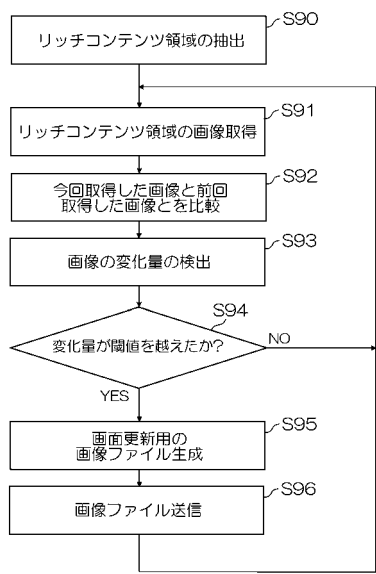 S90
リッチコンテンツ領域の抽出
S91
リッチコンテンツ領域の画像取得
S92
今回取得した画像と前回
取得した画像とを比較
S93
画像の変化量の検出
S94
変化量が閾値を越えたか?
NO
YES
S95
画面更新用の
画像ファイル生成
S96
画像ファイル送信